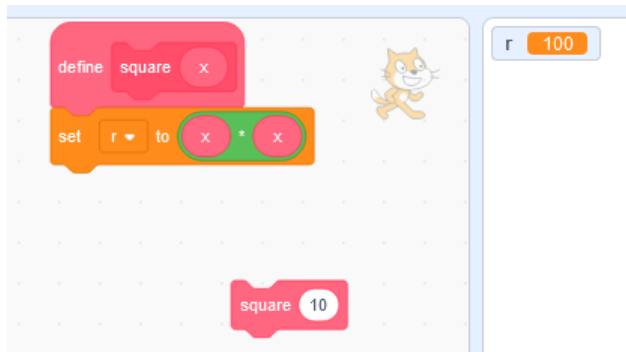 define square x
set r to x * x
square 10
r 100